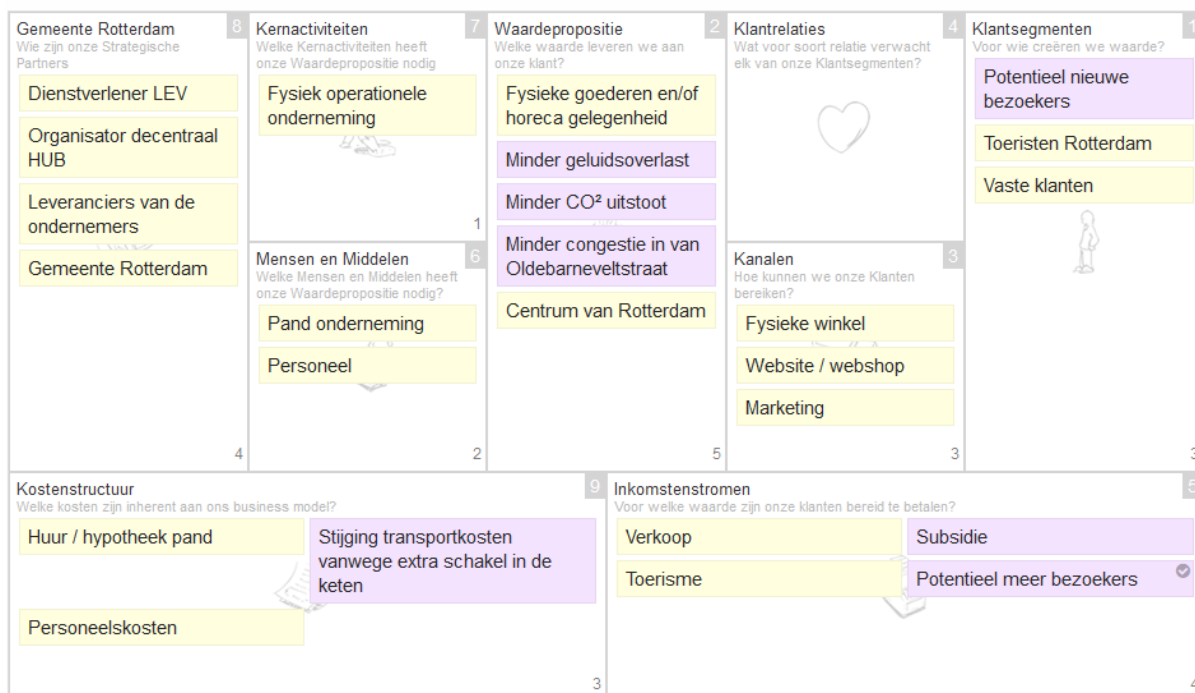 Gemeente Rotterdam
8
Wie zijn onze Strategische
Partners
Dienstverlener LEV
Organisator decentraal
HUB
Leveranciers van de
ondernemers
Gemeente Rotterdam
4
Kernactiviteiten
7
Welke Kernactiviteiten heeft
onze Waardepropositie nodig
Fysiek operationele
onderneming
1
Mensen en Middelen
6
Welke Mensen en Middelen heeft
onze Waardepropositie nodig?
Pand onderneming
Personeel
2
Waardepropositie
2
Welke waarde leveren we aan
onze klant?
Fysieke goederen en/of
horeca gelegenheid
Minder geluidsoverlast
Minder CO² uitstoot
Minder congestie in van
Oldebarneveltstraat
Centrum van Rotterdam
5
Klantrelaties
4
Wat voor soort relatie verwacht
elk van onze Klantsegmenten?
Kanalen
3
Hoe kunnen we onze Klanten
bereiken?
Fysieke winkel
Website / webshop
Marketing
3
Klantsegmenten
1
Voor wie creëren we waarde?
Potentieel nieuwe
bezoekers
Toeristen Rotterdam
Vaste klanten
3
Kostenstructuur
9
Welke kosten zijn inherent aan ons business model?
Huur / hypotheek pand
Stijging transportkosten
vanwege extra schakel in de
keten
Personeelskosten
3
Inkomstenstromen
5
Voor welke waarde zijn onze klanten bereid te betalen?
Verkoop
Subsidie
Toerisme
Potentieel meer bezoekers
4